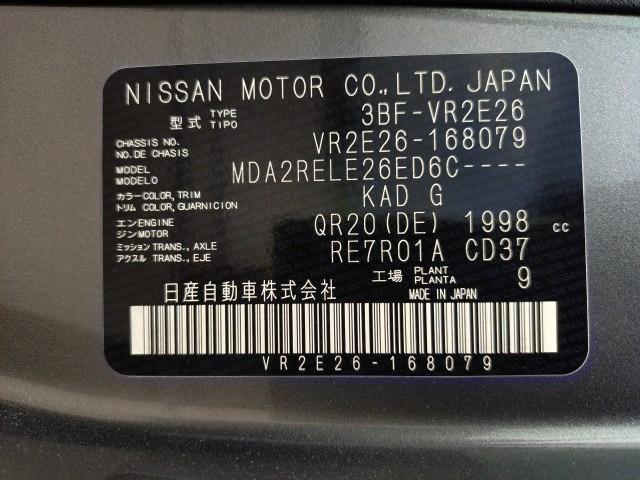 NISSAN MOTOR CO.,LTD. JAPAN
型式 TYPE TIPO 3BF-VR2E26
CHASSIS NO. NO. DE CHASIS VR2E26-168079
MODEL MODELO MDA2RELE26ED6C----
カラー COLOR, TRIM トリム COLOR, GUARNICION KAD G
エンジン ENGINE MOTOR QR20(DE) 1998 cc
ミッション TRANS., AXLE アクスル TRANS., EJE RE7R01A CD37
工場 PLANT PLANTA 9
日産自動車株式会社 MADE IN JAPAN
VR2E26-168079